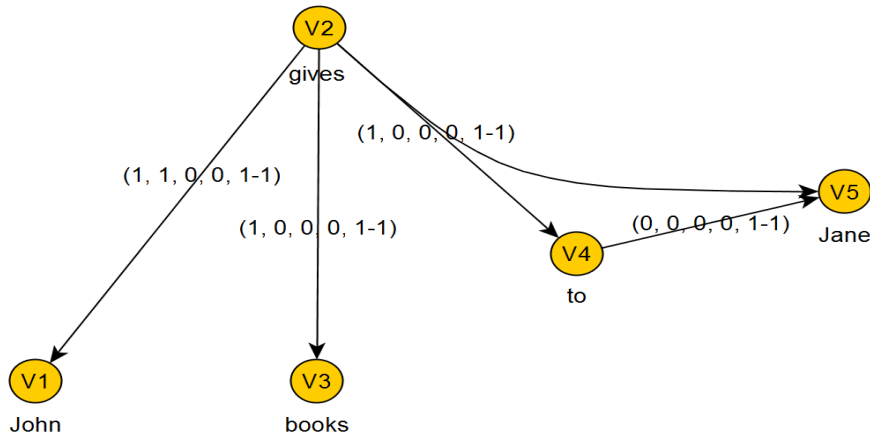 V2
gives
(1, 0, 0, 0, 1-1)
(1, 1, 0, 0, 1-1)
V5
(1, 0, 0, 0, 1-1)
(0, 0, 0, 0, 1-1)
Jane
V4
to
V1
V3
John
books